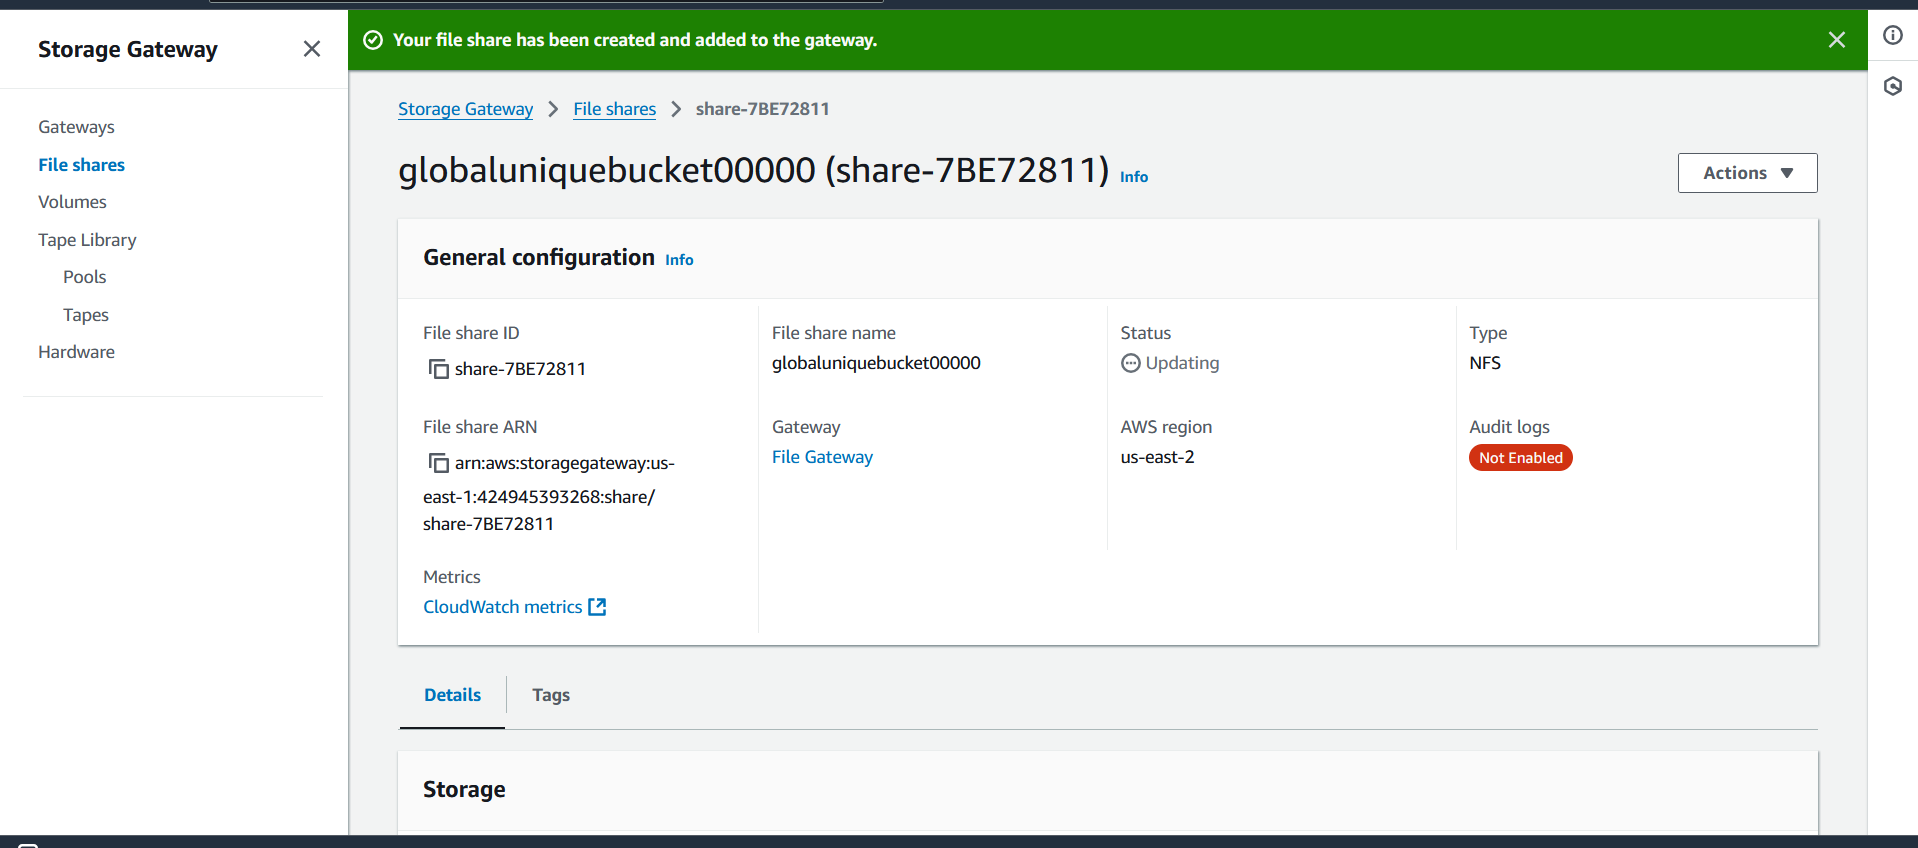 Storage Gateway
Your file share has been created and added to the gateway.
Gateways
File shares
Volumes
Tape Library
Pools
Tapes
Hardware
Storage Gateway > File shares > share-7BE72811
globaluniquebucket00000 (share-7BE72811) Info
Actions
General configuration Info
File share ID
share-7BE72811
File share name
globaluniquebucket00000
Status
Updating
Type
NFS
File share ARN
arn:aws:storagegateway:us-
east-1:424945393268:share/
share-7BE72811
Gateway
File Gateway
AWS region
us-east-2
Audit logs
Not Enabled
Metrics
CloudWatch metrics
Details
Tags
Storage